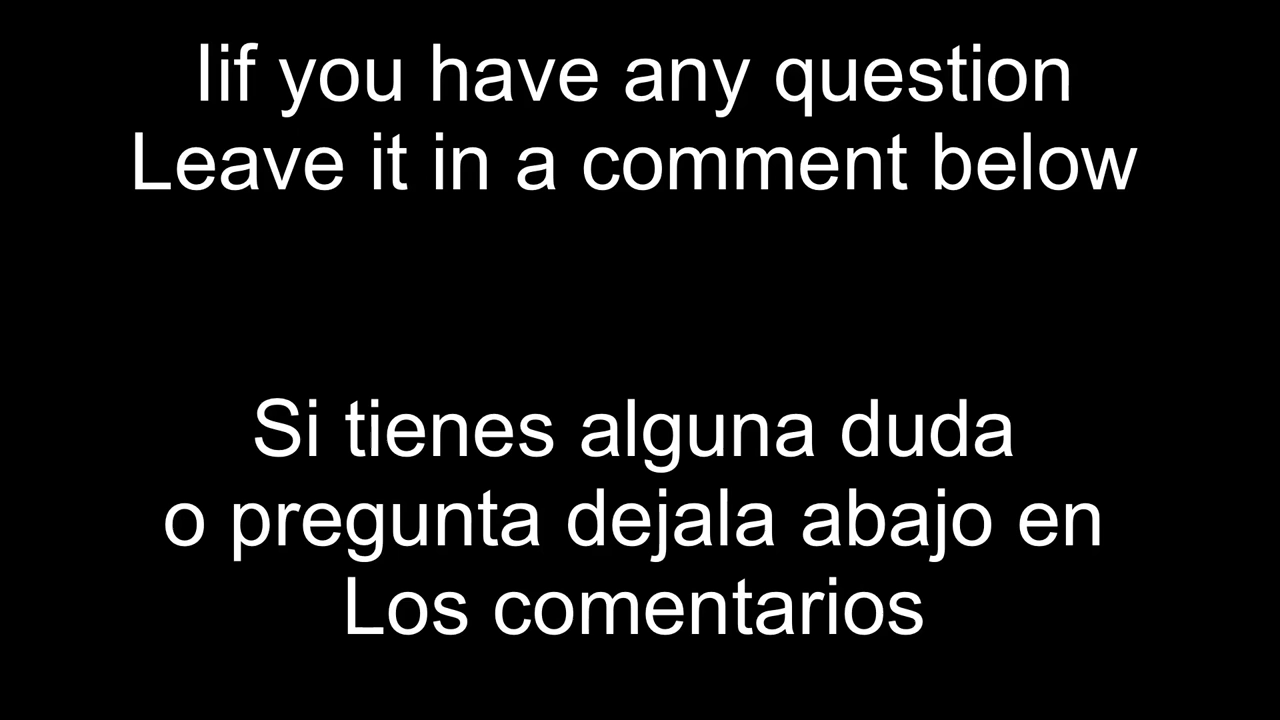 Iif you have any question
Leave it in a comment below
Si tienes alguna duda
o pregunta dejala abajo en
Los comentarios